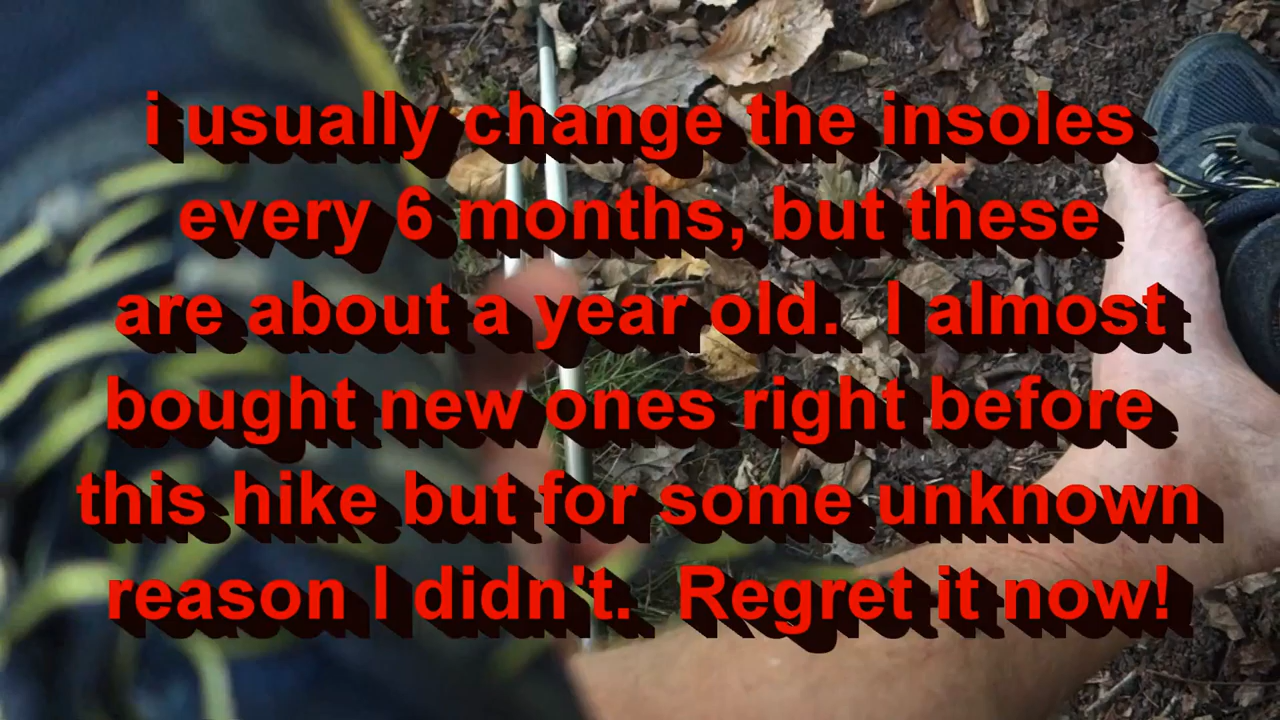 i usually change the insoles
every 6 months, but these
are about a year old.  I almost
bought new ones right before
this hike but for some unknown
reason I didn't.  Regret it now!